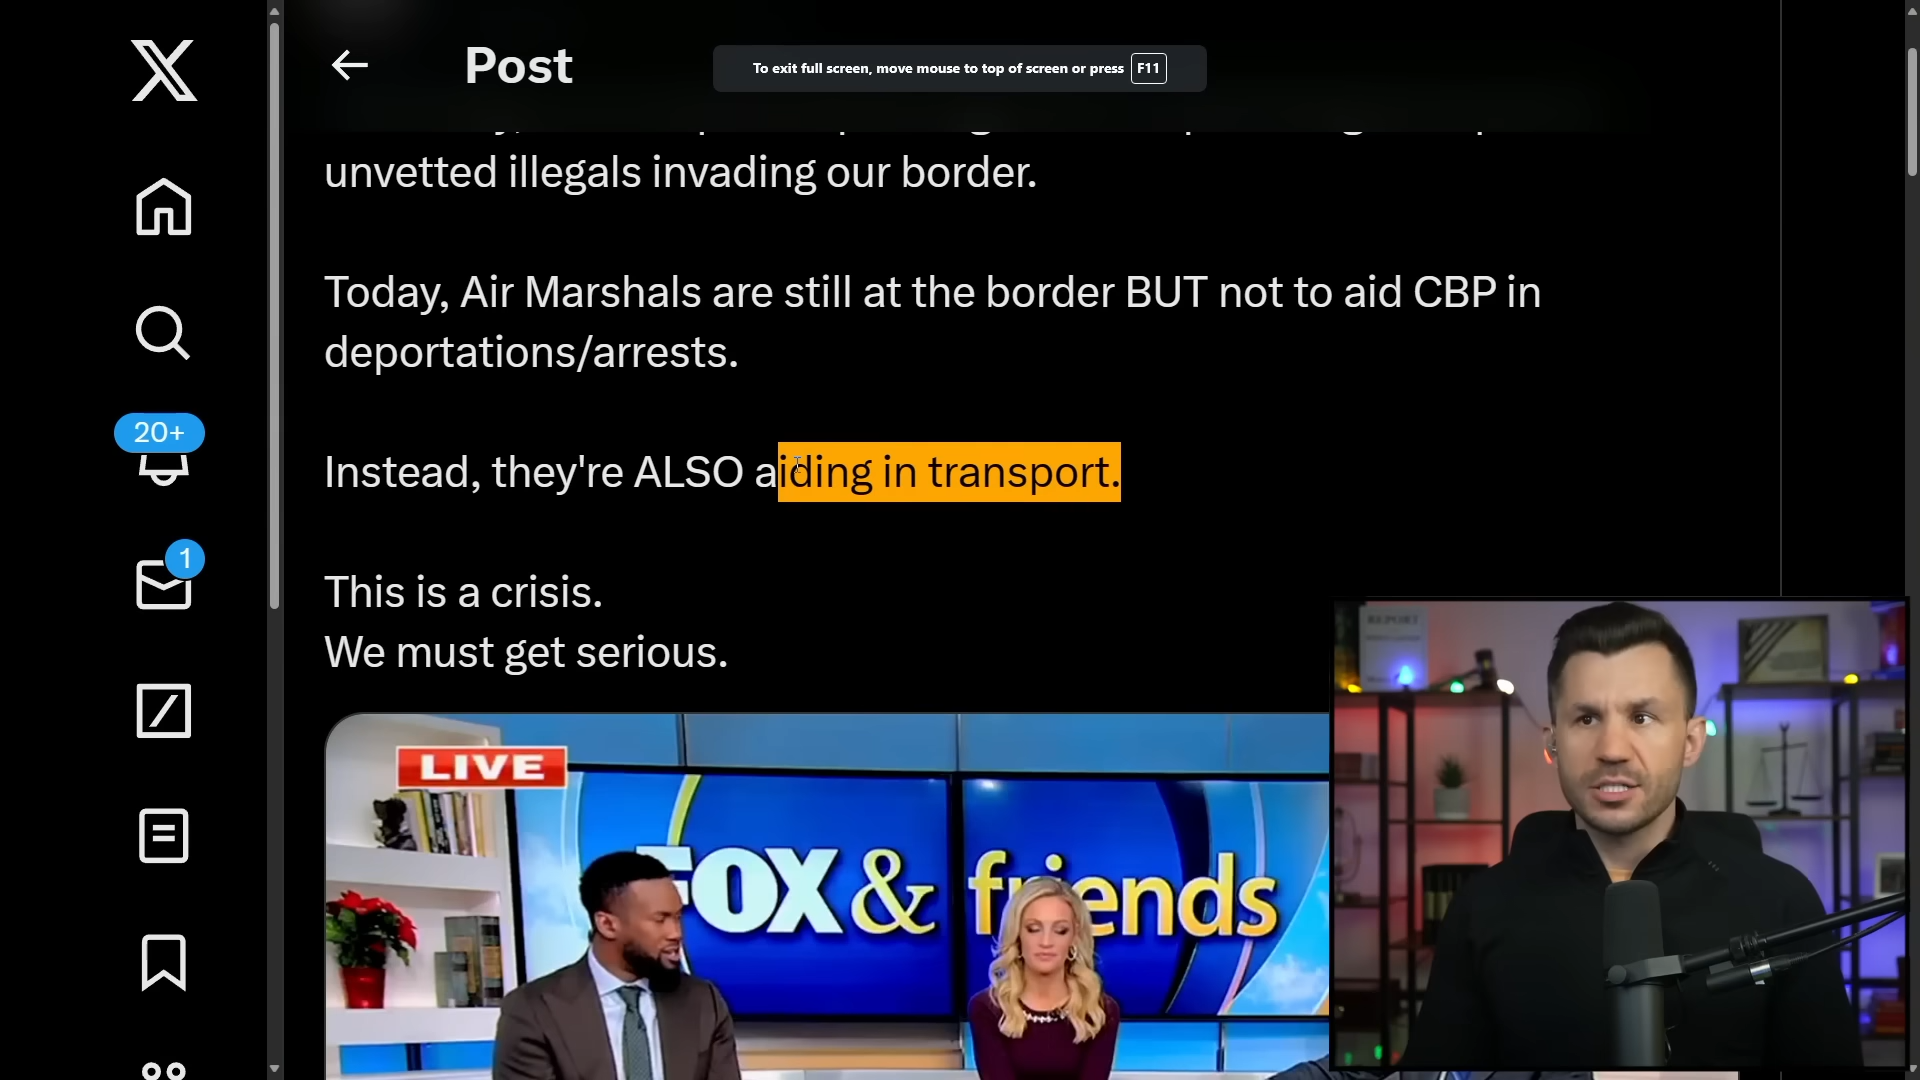 Post
To exit full screen, move mouse to top of screen or press F11
unvetted illegals invading our border.
Today, Air Marshals are still at the border BUT not to aid CBP in
deportations/arrests.
20+
Instead, they're ALSO aiding in transport.
1
This is a crisis.
We must get serious.
REPORT
LIVE
FOX & friends